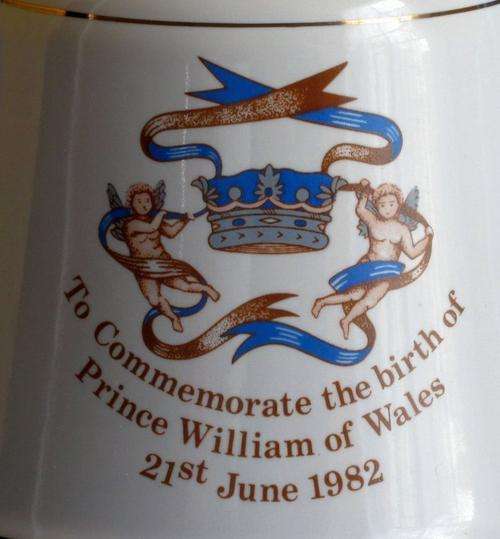 To Commemorate the birth of
Prince William of Wales
21st June 1982